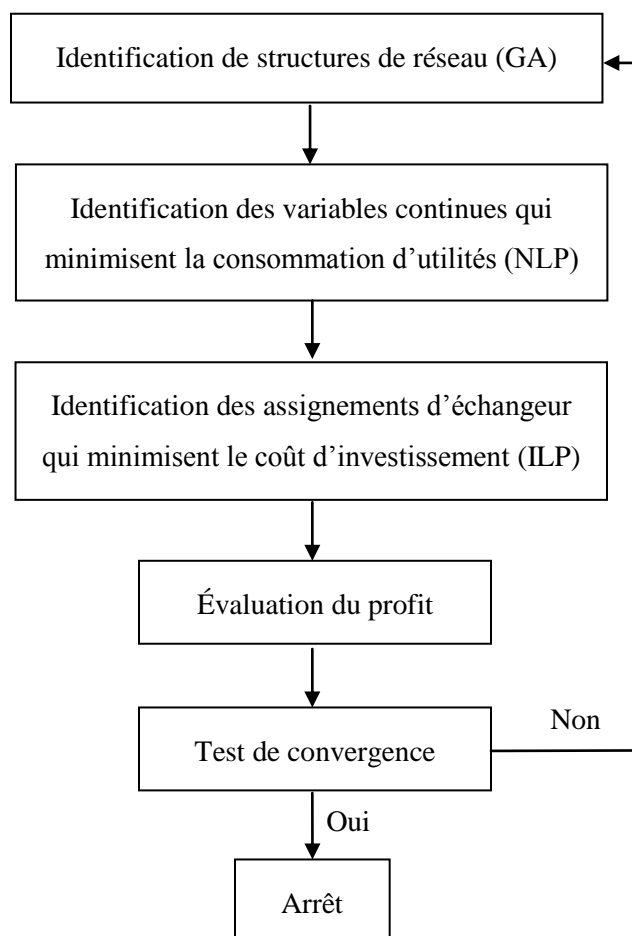 Identification de structures de réseau (GA)
Identification des variables continues qui
minimisent la consommation d’utilités (NLP)
Identification des assignements d’échangeur
qui minimisent le coût d’investissement (ILP)
Évaluation du profit
Test de convergence
Non
Oui
Arrêt